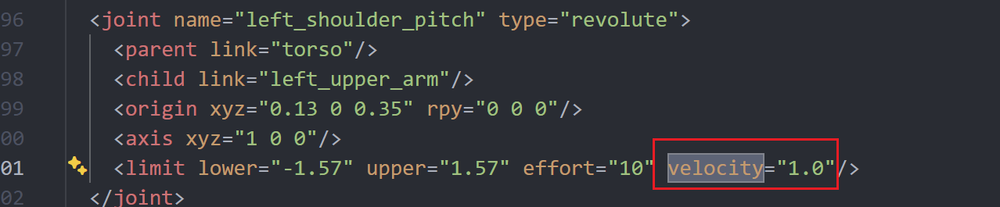 96 <joint name="left_shoulder_pitch" type="revolute">
97 <parent link="torso"/>
98 <child link="left_upper_arm"/>
99 <origin xyz="0.13 0 0.35" rpy="0 0 0"/>
00 <axis xyz="1 0 0"/>
01 <limit lower="-1.57" upper="1.57" effort="10" velocity="1.0"/>
02 </joint>